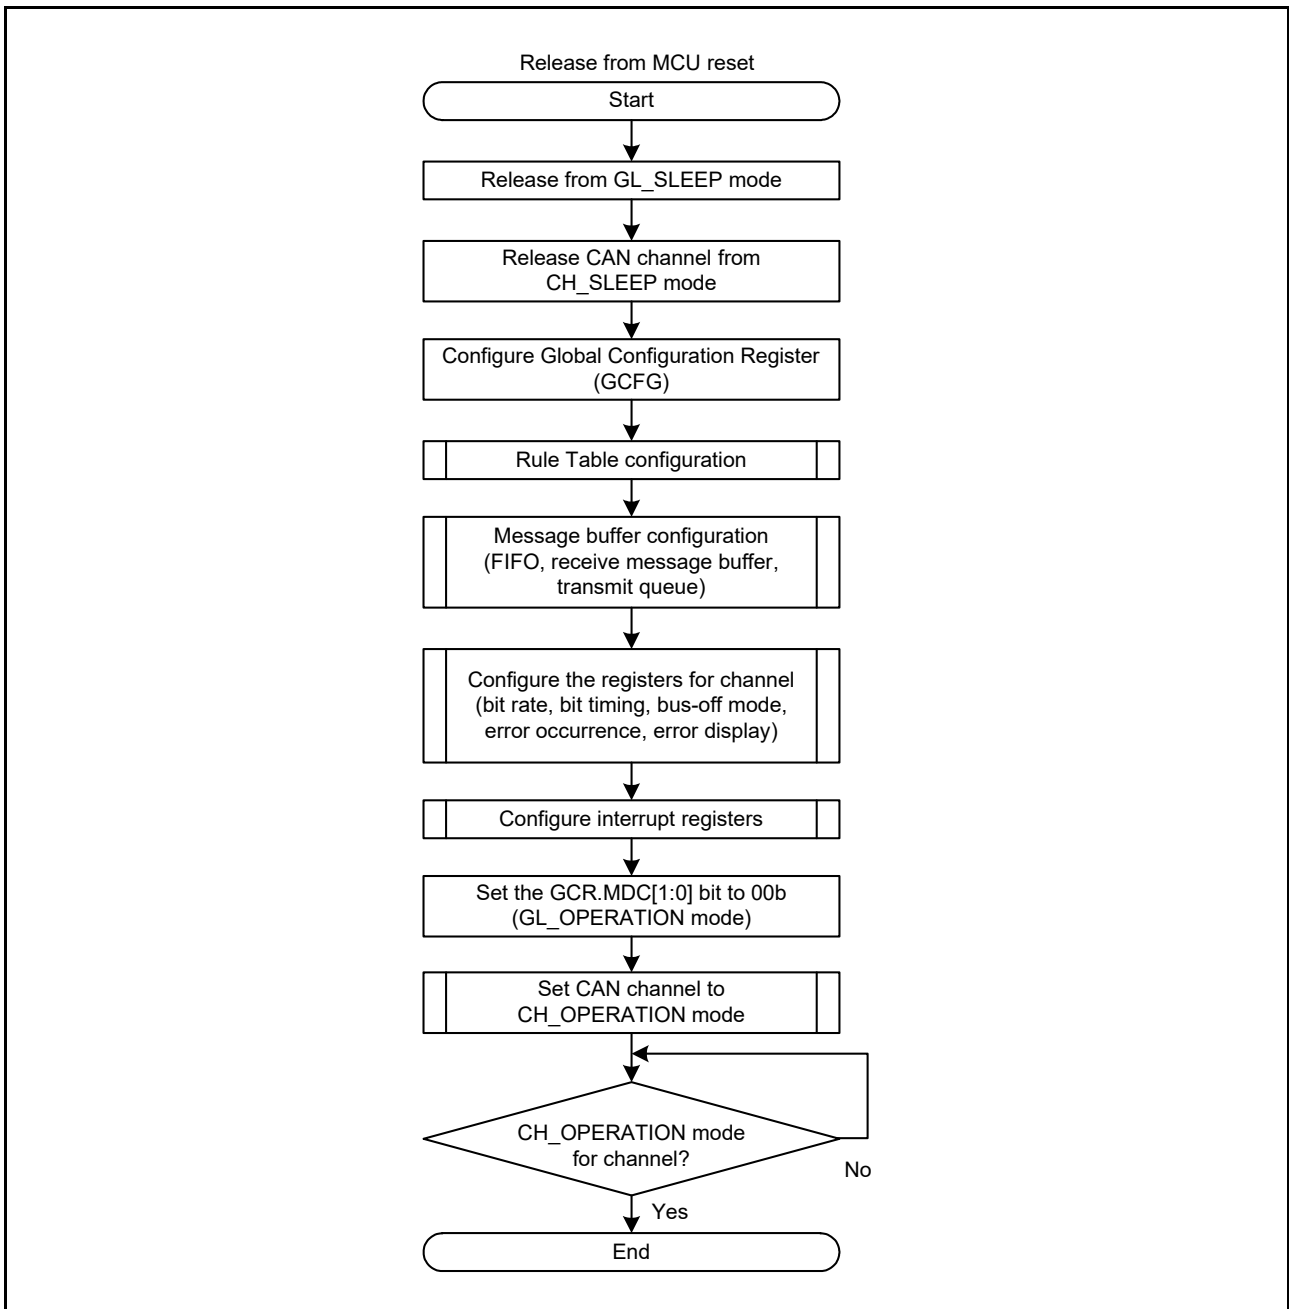 Release from MCU reset
Start
Release from GL_SLEEP mode
Release CAN channel from
CH_SLEEP mode
Configure Global Configuration Register
(GCFG)
Rule Table configuration
Message buffer configuration
(FIFO, receive message buffer,
transmit queue)
Configure the registers for channel
(bit rate, bit timing, bus-off mode,
error occurrence, error display)
Configure interrupt registers
Set the GCR.MDC[1:0] bit to 00b
(GL_OPERATION mode)
Set CAN channel to
CH_OPERATION mode
CH_OPERATION mode
for channel?
No
Yes
End